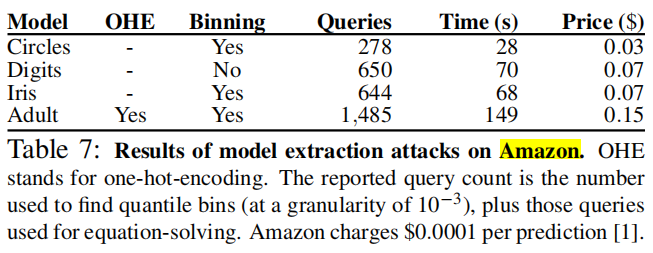 Model OHE Binning Queries Time (s) Price ($)
Circles - Yes 278 28 0.03
Digits - No 650 70 0.07
Iris - Yes 644 68 0.07
Adult Yes Yes 1,485 149 0.15
Table 7: Results of model extraction attacks on Amazon. OHE
stands for one-hot-encoding. The reported query count is the number
used to find quantile bins (at a granularity of 10⁻³), plus those queries
used for equation-solving. Amazon charges $0.0001 per prediction [1].